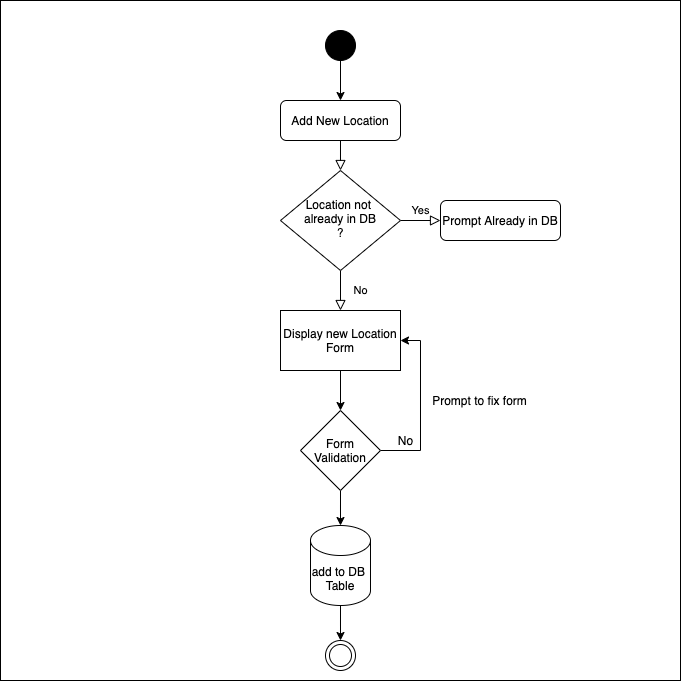 Add New Location
Location not
already in DB
?
Yes
Prompt Already in DB
No
Display new Location
Form
Prompt to fix form
No
Form
Validation
add to DB
Table